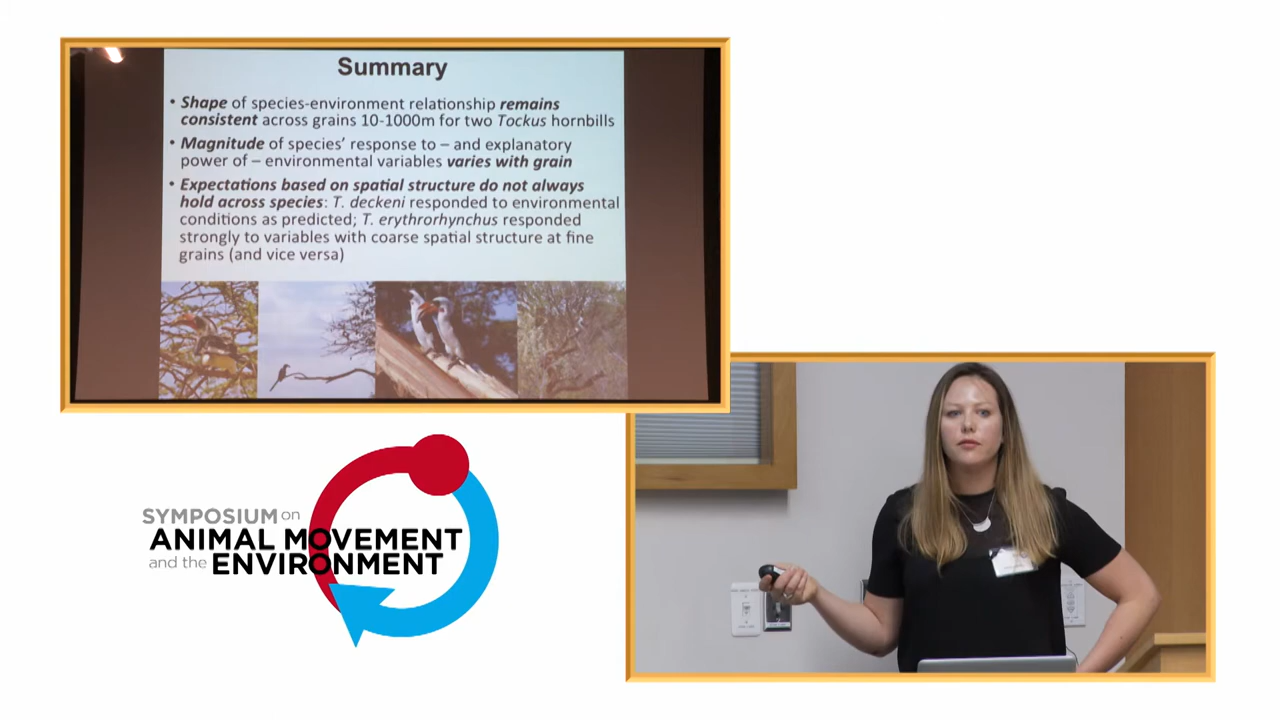 Summary
• Shape of species-environment relationship remains
consistent across grains 10-1000m for two Tockus hornbills
• Magnitude of species' response to – and explanatory
power of – environmental variables varies with grain
• Expectations based on spatial structure do not always
hold across species: T. deckeni responded to environmental
conditions as predicted; T. erythrorhynchus responded
strongly to variables with coarse spatial structure at fine
grains (and vice versa)
SYMPOSIUM on
ANIMAL MOVEMENT
and the ENVIRONMENT